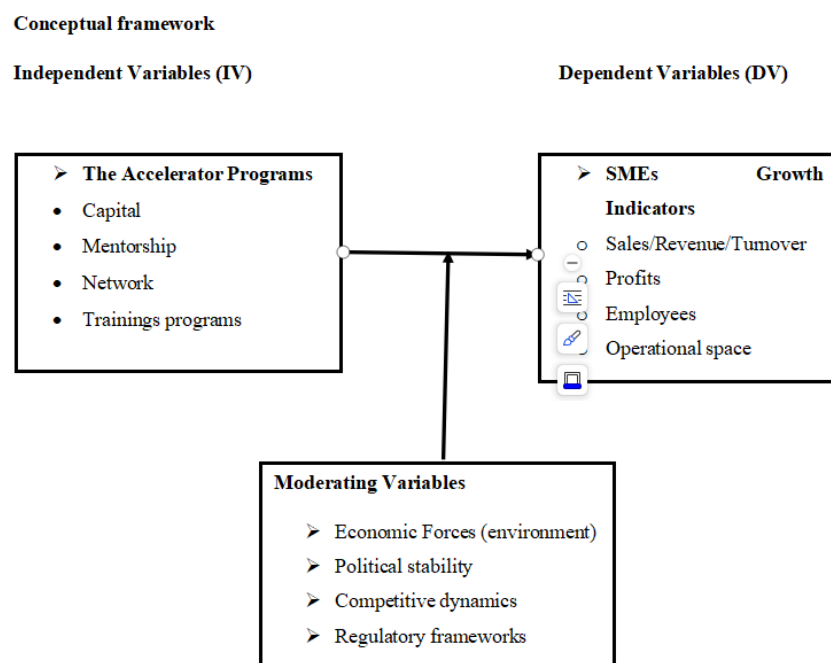 Conceptual framework
Independent Variables (IV)
Dependent Variables (DV)
➤ The Accelerator Programs
• Capital
• Mentorship
• Network
• Trainings programs
➤ SMEs Growth
Indicators
o Sales/Revenue/Turnover
o Profits
o Employees
o Operational space
Moderating Variables
➤ Economic Forces (environment)
➤ Political stability
➤ Competitive dynamics
➤ Regulatory frameworks